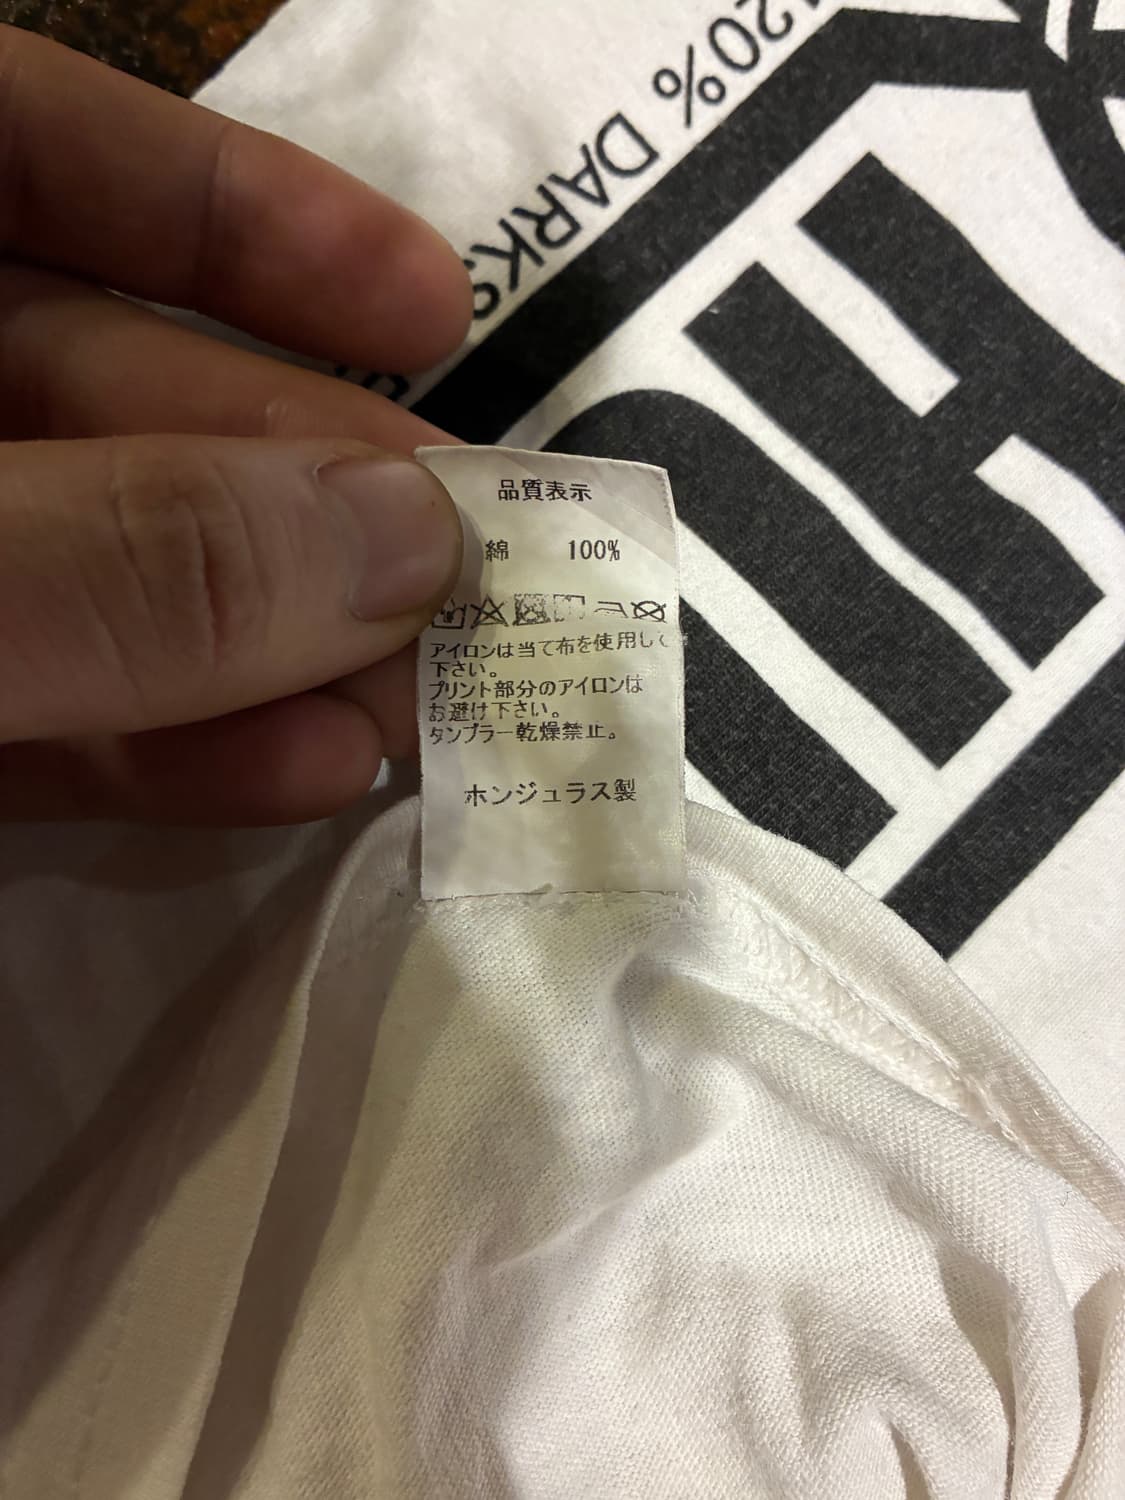 120% DARKS
品質表示
綿 100%
アイロンは当て布を使用して
下さい。
プリント部分のアイロンは
お避け下さい。
タンブラー乾燥禁止。
ホンジュラス製